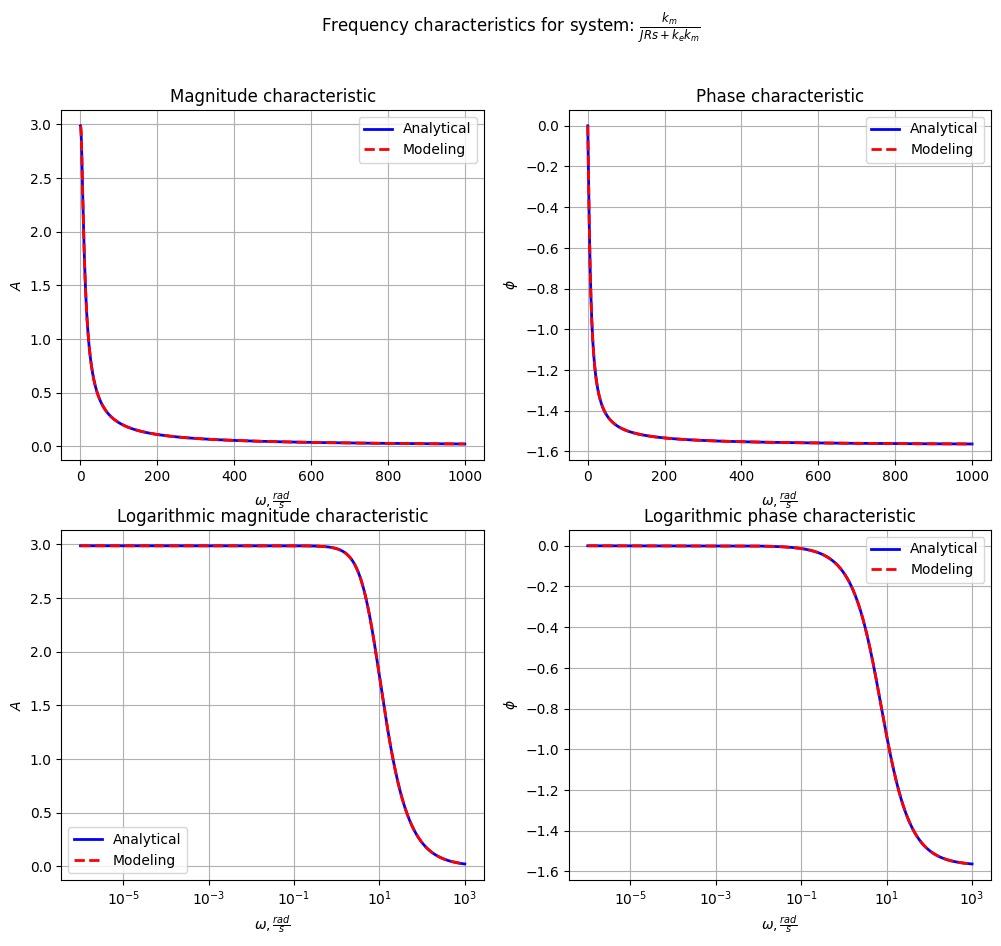 Frequency characteristics for system: \frac{k_m}{JRs + k_e k_m}
Magnitude characteristic
3.0
2.5
2.0
1.5
1.0
0.5
0.0
A
0 200 400 600 800 1000
ω, \frac{rad}{s}
Analytical
Modeling
Phase characteristic
0.0
−0.2
−0.4
−0.6
−0.8
−1.0
−1.2
−1.4
−1.6
ϕ
0 200 400 600 800 1000
ω, \frac{rad}{s}
Analytical
Modeling
Logarithmic magnitude characteristic
3.0
2.5
2.0
1.5
1.0
0.5
0.0
A
Analytical
Modeling
10^{−5} 10^{−3} 10^{−1} 10^{1} 10^{3}
ω, \frac{rad}{s}
Logarithmic phase characteristic
0.0
−0.2
−0.4
−0.6
−0.8
−1.0
−1.2
−1.4
−1.6
ϕ
Analytical
Modeling
10^{−5} 10^{−3} 10^{−1} 10^{1} 10^{3}
ω, \frac{rad}{s}